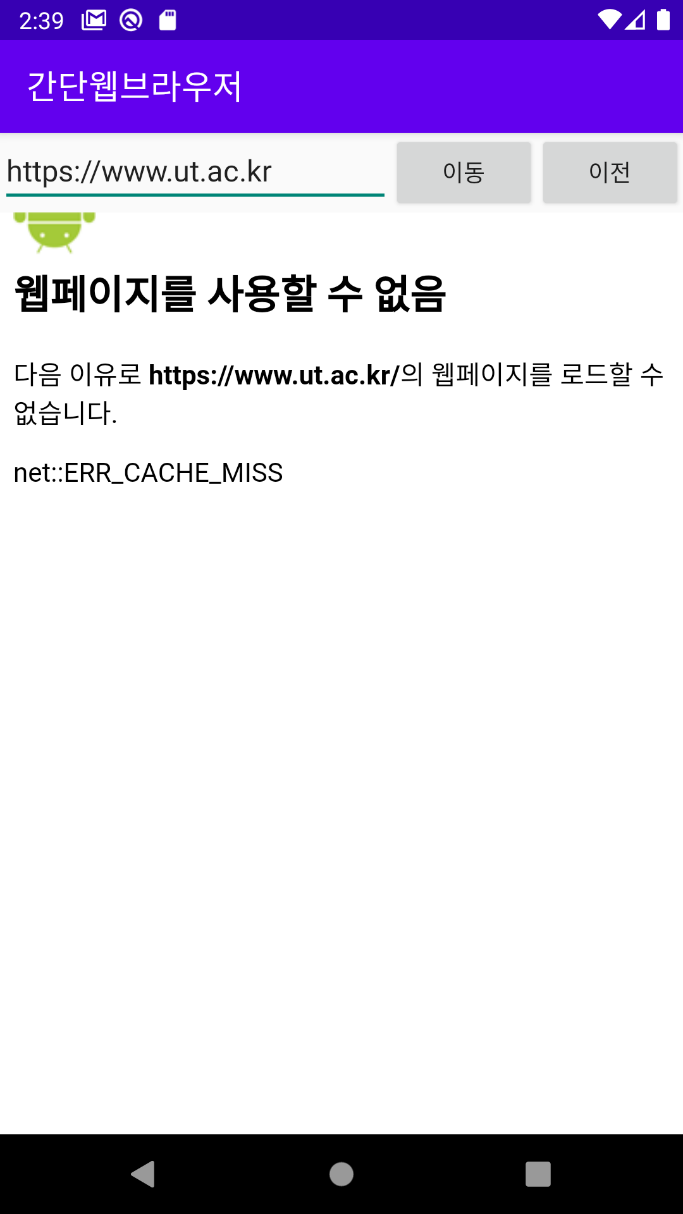 2:39
간단웹브라우저
https://www.ut.ac.kr
이동
이전
웹페이지를 사용할 수 없음
다음 이유로 https://www.ut.ac.kr/의 웹페이지를 로드할 수
없습니다.
net::ERR_CACHE_MISS